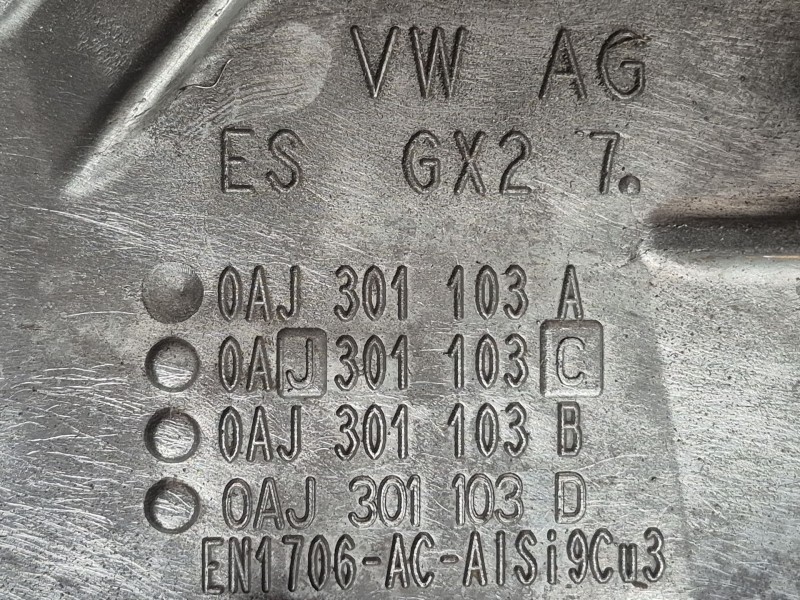 VW AG
ES GX2 7.
0AJ 301 103 A
0AJ 301 103 C
0AJ 301 103 B
0AJ 301 103 D
EN1706-AC-AlSi9Cu3